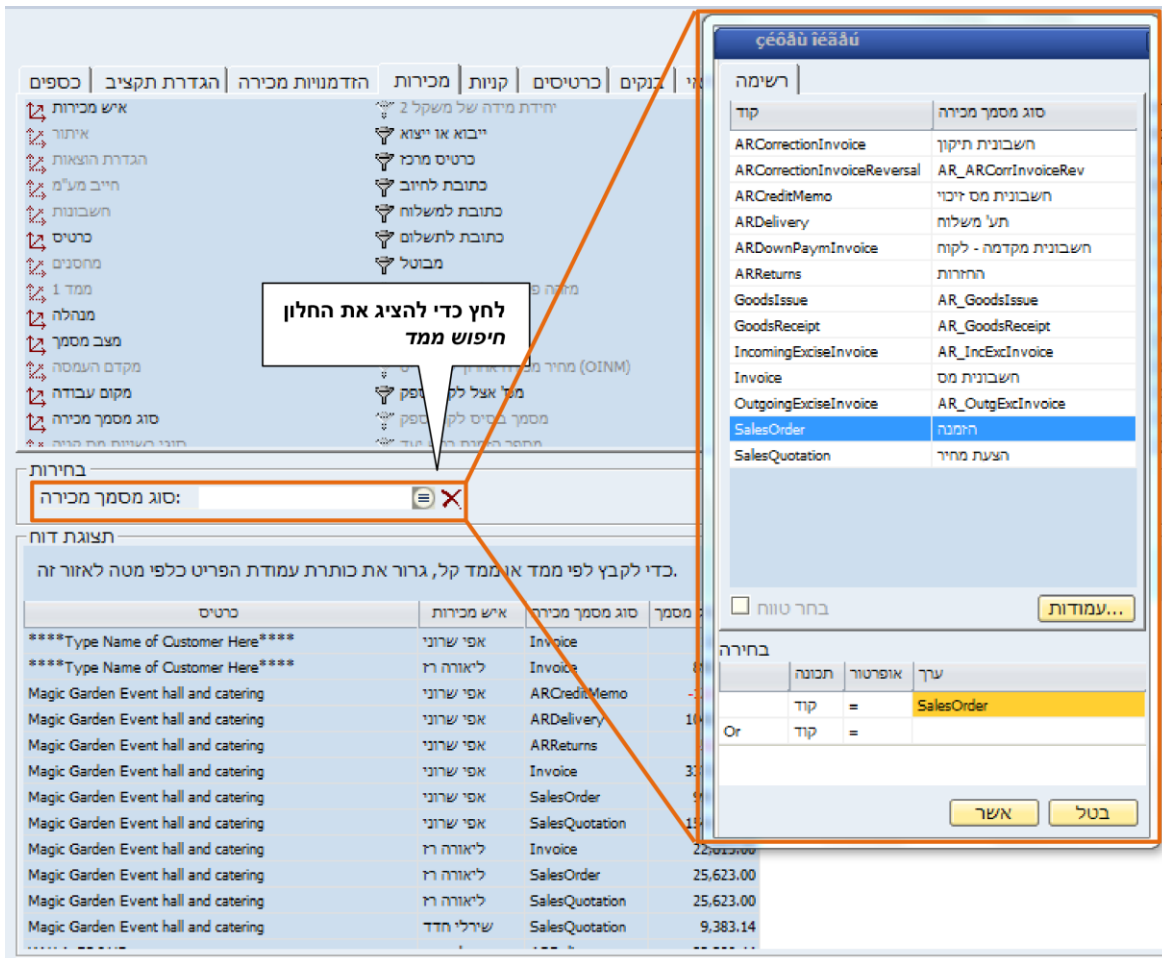 כספים הגדרת תקציב הזדמנויות מכירה מכירות קניות כרטיסים בנקים
איש מכירות
איתור
הגדרת הוצאות
חייב מע"מ
חשבונות
כרטיס
מחסנים
ממד 1
מנהלה
מצב מסמך
מקדם העמסה
מקום עבודה
סוג מסמך מכירה
יחידת מידה של משקל 2
ייבוא או ייצוא
כרטיס מרכז
כתובת לחיוב
כתובת למשלוח
כתובת לתשלום
מבוטל
(OINM)
לחץ כדי להציג את החלון
חיפוש ממד
בחירות
סוג מסמך מכירה:
תצוגת דוח
כדי לקבץ לפי ממד או ממד קל, גרור את כותרת עמודת הפריט כלפי מטה לאזור זה.
כרטיס איש מכירות סוג מסמך מכירה מסמך
****Type Name of Customer Here**** אפי שרוני Invoice
****Type Name of Customer Here**** ליאורה רז Invoice
Magic Garden Event hall and catering אפי שרוני ARCreditMemo
Magic Garden Event hall and catering אפי שרוני ARDelivery
Magic Garden Event hall and catering אפי שרוני ARReturns
Magic Garden Event hall and catering אפי שרוני Invoice
Magic Garden Event hall and catering אפי שרוני SalesOrder
Magic Garden Event hall and catering אפי שרוני SalesQuotation
Magic Garden Event hall and catering ליאורה רז Invoice
Magic Garden Event hall and catering ליאורה רז SalesOrder 25,623.00
Magic Garden Event hall and catering ליאורה רז SalesQuotation 25,623.00
Magic Garden Event hall and catering שירלי חדד SalesQuotation 9,383.14
çéôåù îéãåú
רשימה
קוד סוג מסמך מכירה
ARCorrectionInvoice חשבונית תיקון
ARCorrectionInvoiceReversal AR_ARCorrInvoiceRev
ARCreditMemo חשבונית מס זיכוי
ARDelivery תע' משלוח
ARDownPaymInvoice חשבונית מקדמה - לקוח
ARReturns החזרות
GoodsIssue AR_GoodsIssue
GoodsReceipt AR_GoodsReceipt
IncomingExciseInvoice AR_IncExcInvoice
Invoice חשבונית מס
OutgoingExciseInvoice AR_OutgExcInvoice
SalesOrder הזמנה
SalesQuotation הצעת מחיר
בחר טווח
עמודות...
בחירה
תכונה אופרטור ערך
קוד = SalesOrder
Or קוד =
אשר בטל